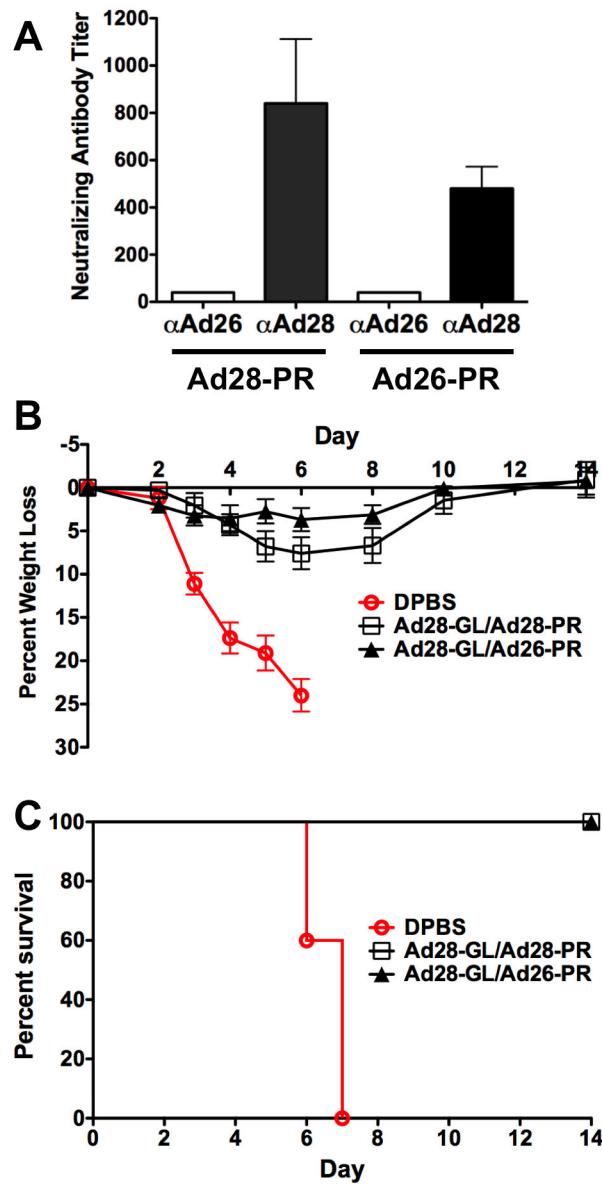 A
Neutralizing Antibody Titer
1200
1000
800
600
400
200
0
αAd26 αAd28 αAd26 αAd28
Ad28-PR Ad26-PR
B
Day
-5
0
5
10
15
20
25
30
2 4 6 8 10 12 14
Percent Weight Loss
DPBS
Ad28-GL/Ad28-PR
Ad28-GL/Ad26-PR
C
Percent survival
100
80
60
40
20
0
DPBS
Ad28-GL/Ad28-PR
Ad28-GL/Ad26-PR
0 2 4 6 8 10 12 14
Day